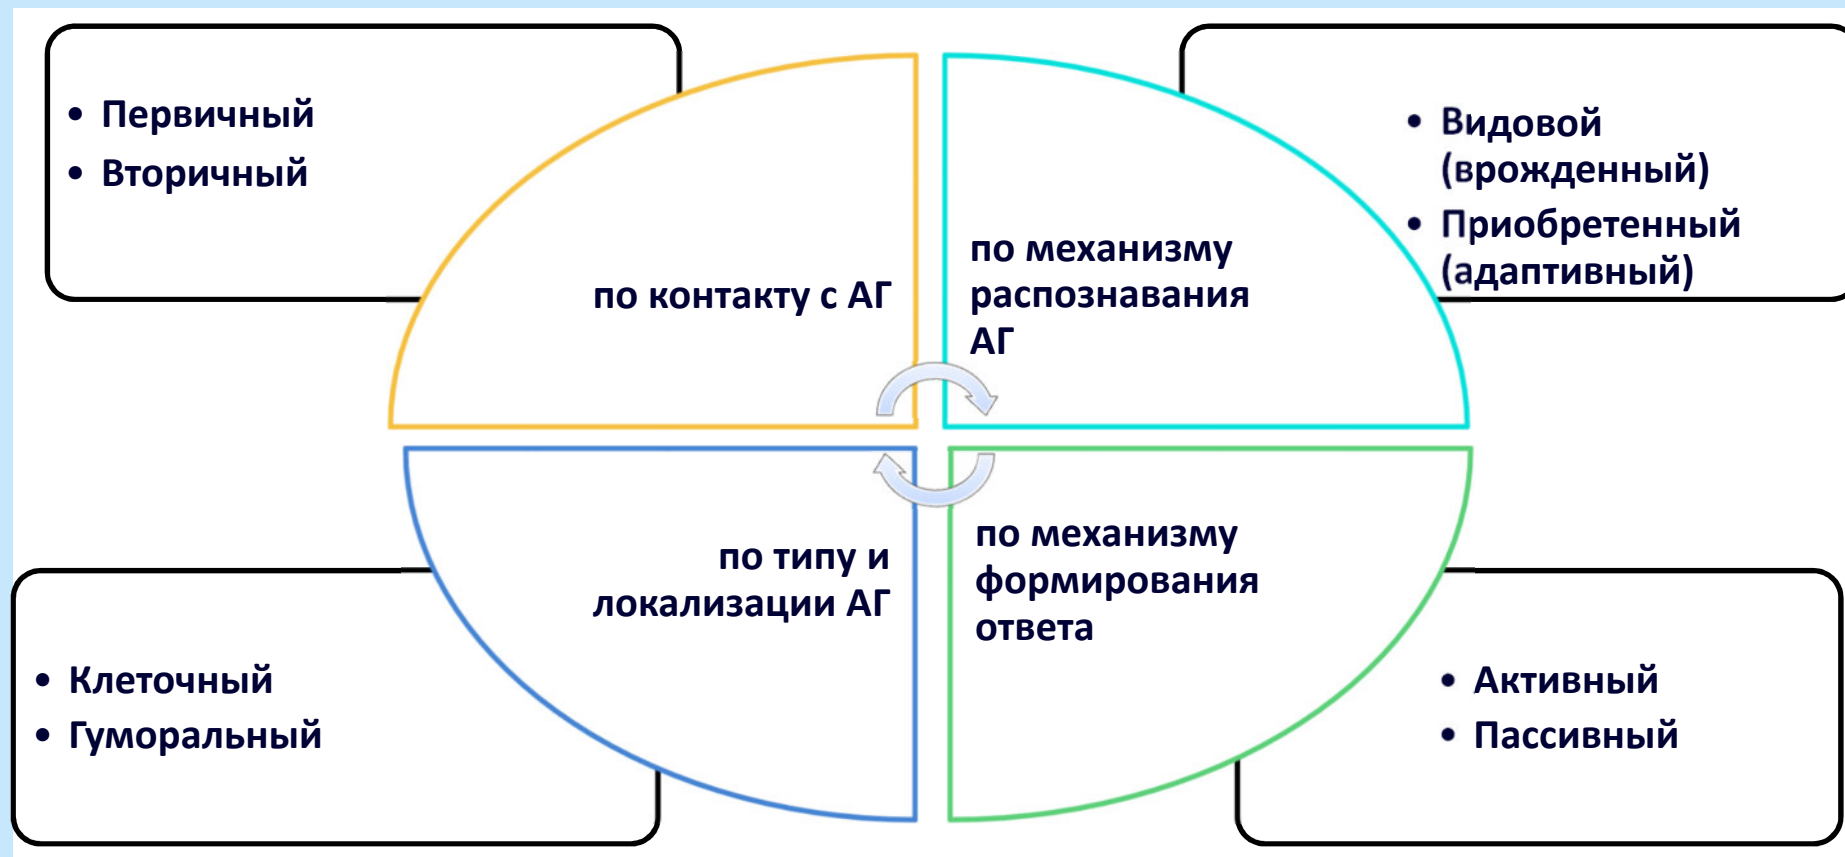 • Первичный
• Вторичный
по контакту с АГ
• Видовой
(врожденный)
• Приобретенный
(адаптивный)
по механизму
распознавания
АГ
по типу и
локализации АГ
• Клеточный
• Гуморальный
по механизму
формирования
ответа
• Активный
• Пассивный